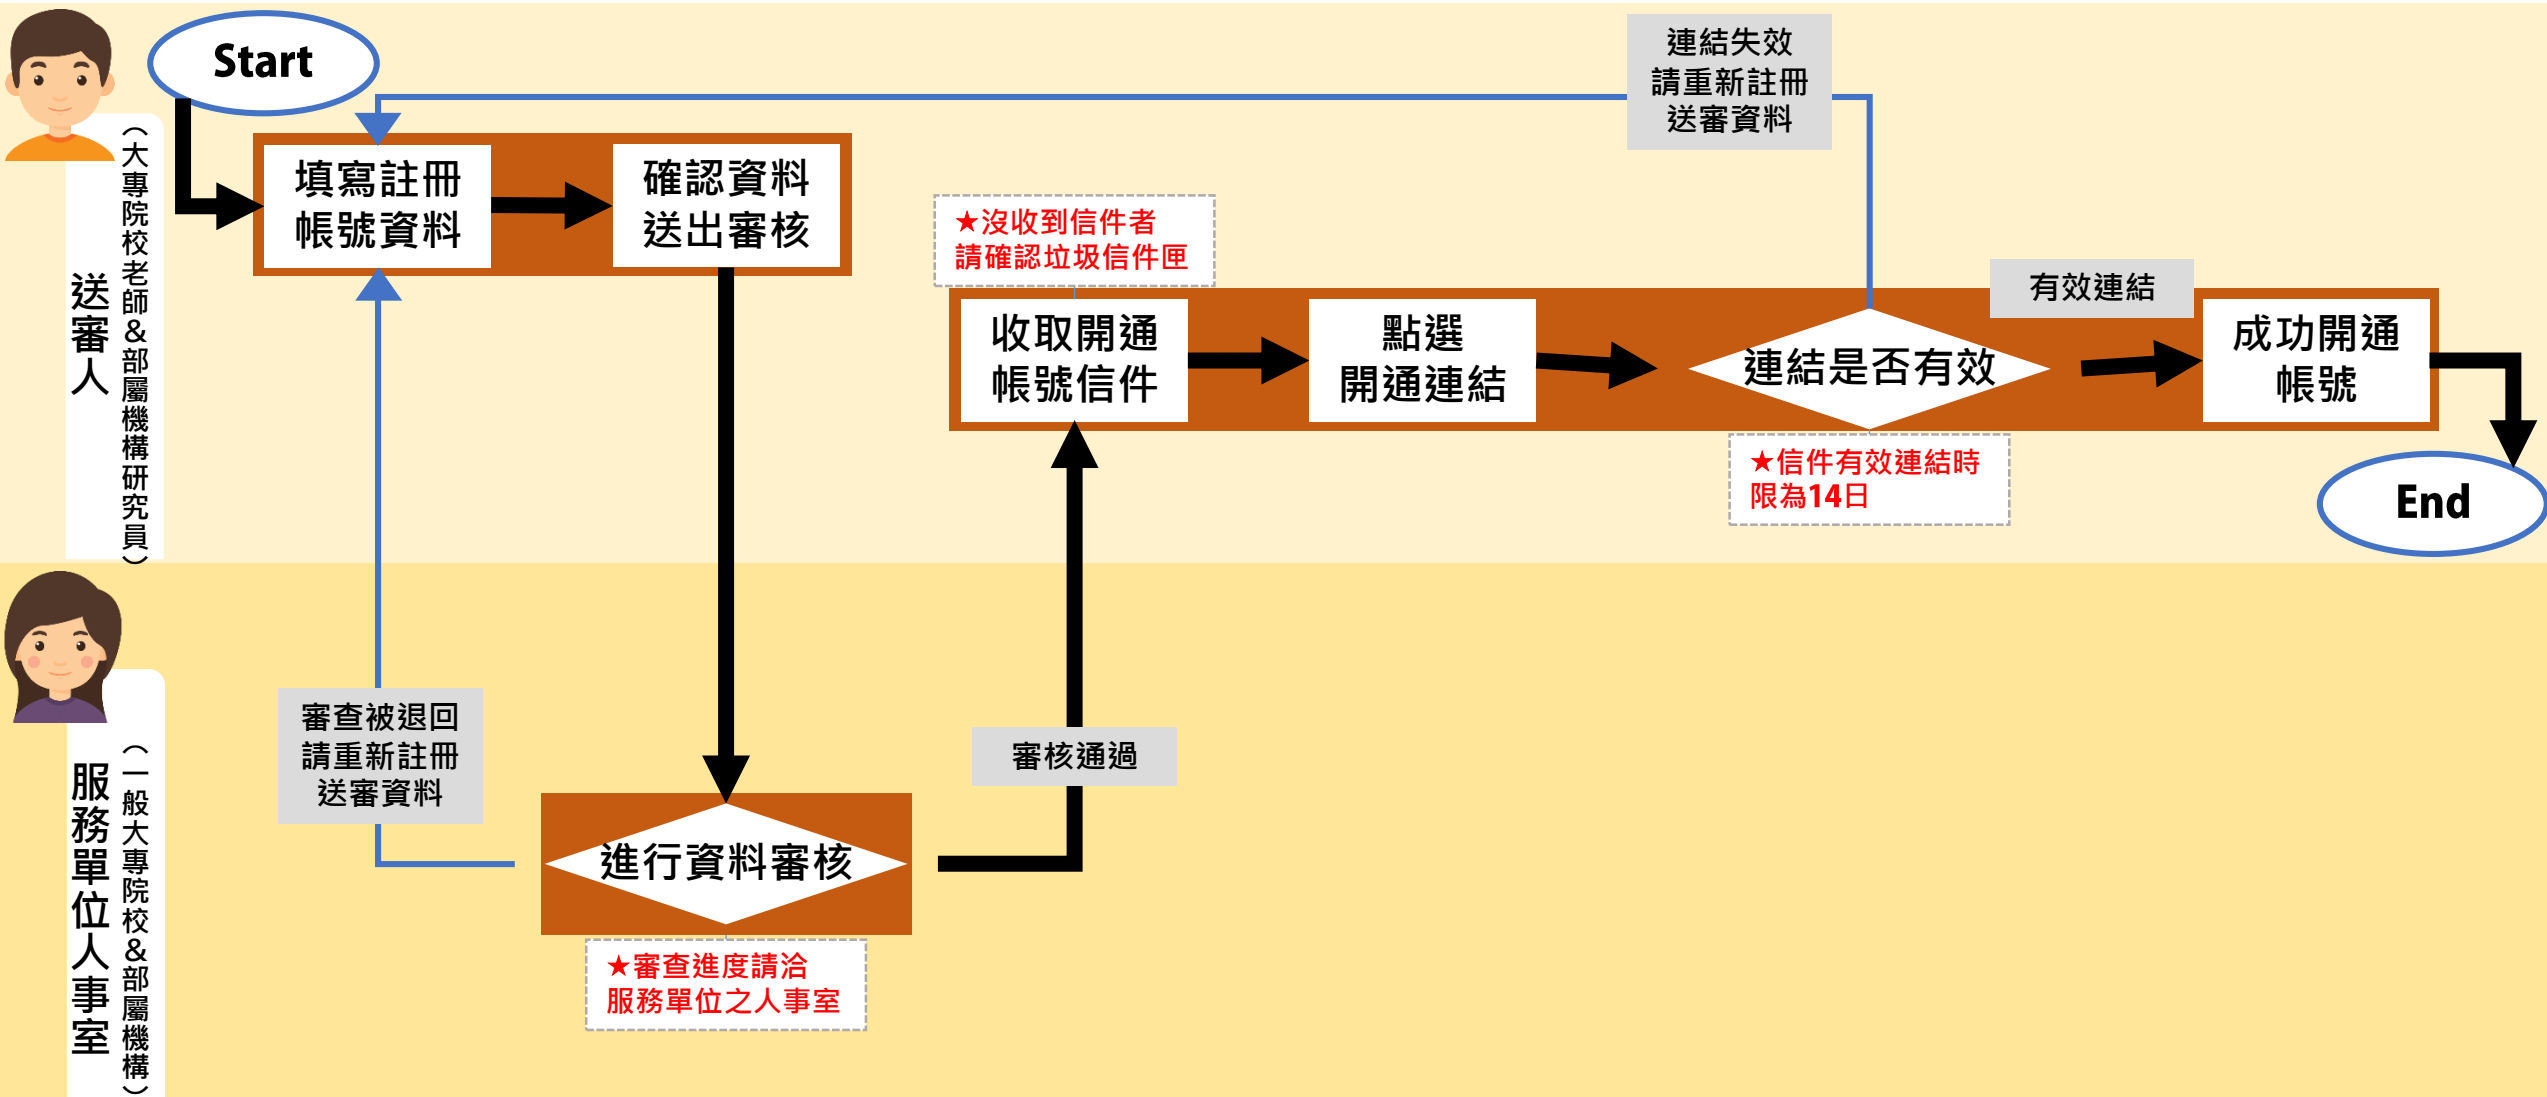 Start
填寫註冊
帳號資料
確認資料
送出審核
連結失效
請重新註冊
送審資料
★沒收到信件者
請確認垃圾信件匣
收取開通
帳號信件
點選
開通連結
連結是否有效
有效連結
成功開通
帳號
★信件有效連結時
限為14日
End
送審人
（大專院校老師&部屬機構研究員）
審查被退回
請重新註冊
送審資料
審核通過
進行資料審核
★審查進度請洽
服務單位之人事室
服務單位人事室
（一般大專院校&部屬機構）